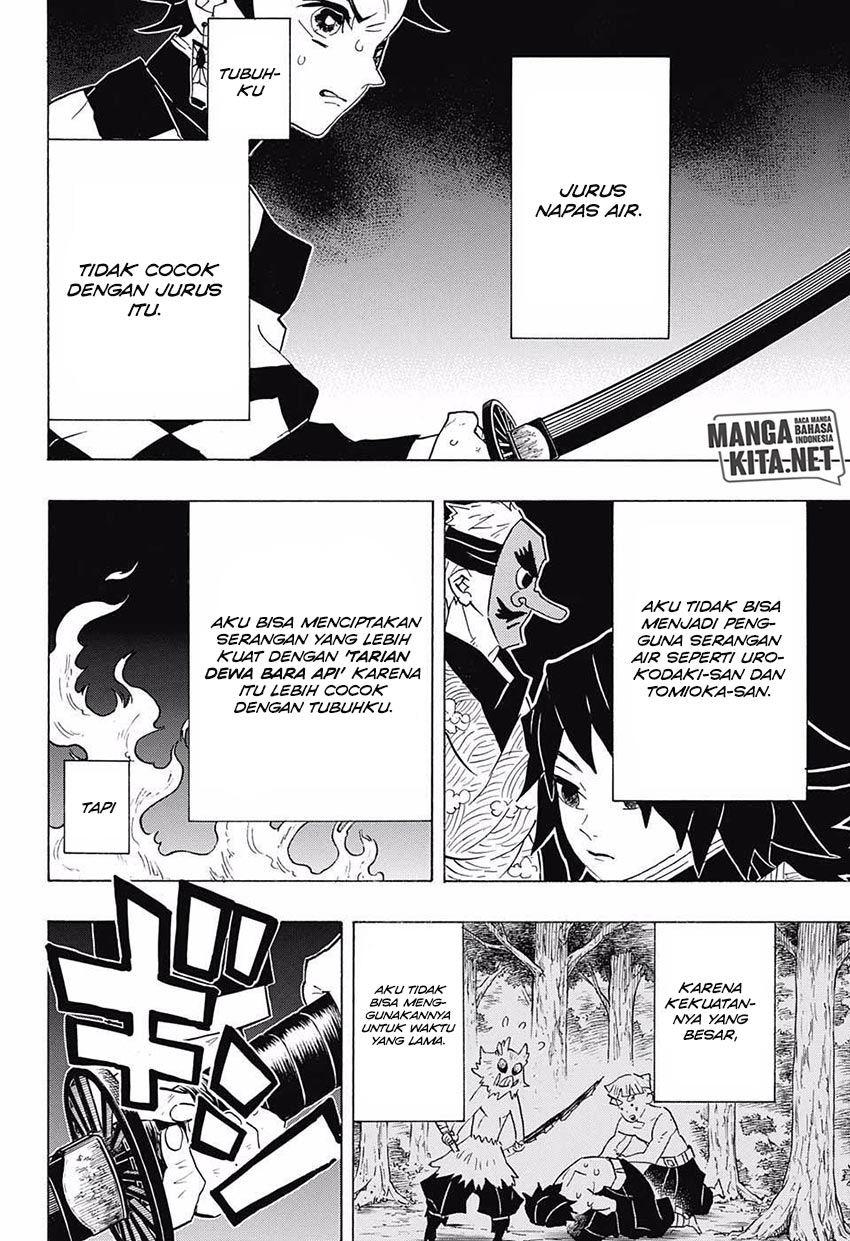 JURUS
NAPAS AIR.
TUBUH-
KU
TIDAK COCOK
DENGAN JURUS
ITU.
MANGA
KITA.NET
BACA MANGA
BAHASA
INDONESIA
AKU TIDAK BISA
MENJADI PENG-
GUNA SERANGAN
AIR SEPERTI URO-
KODAKI-SAN DAN
TOMIOKA-SAN.
AKU BISA MENCIPTAKAN
SERANGAN YANG LEBIH
KUAT DENGAN 'TARIAN
DEWA BARA API' KARENA
ITU LEBIH COCOK
DENGAN TUBUHKU.
TAPI
KARENA
KEKUATAN-
NYA YANG
BESAR,
AKU TIDAK
BISA MENG-
GUNAKANNYA
UNTUK WAKTU
YANG LAMA.
ギュ